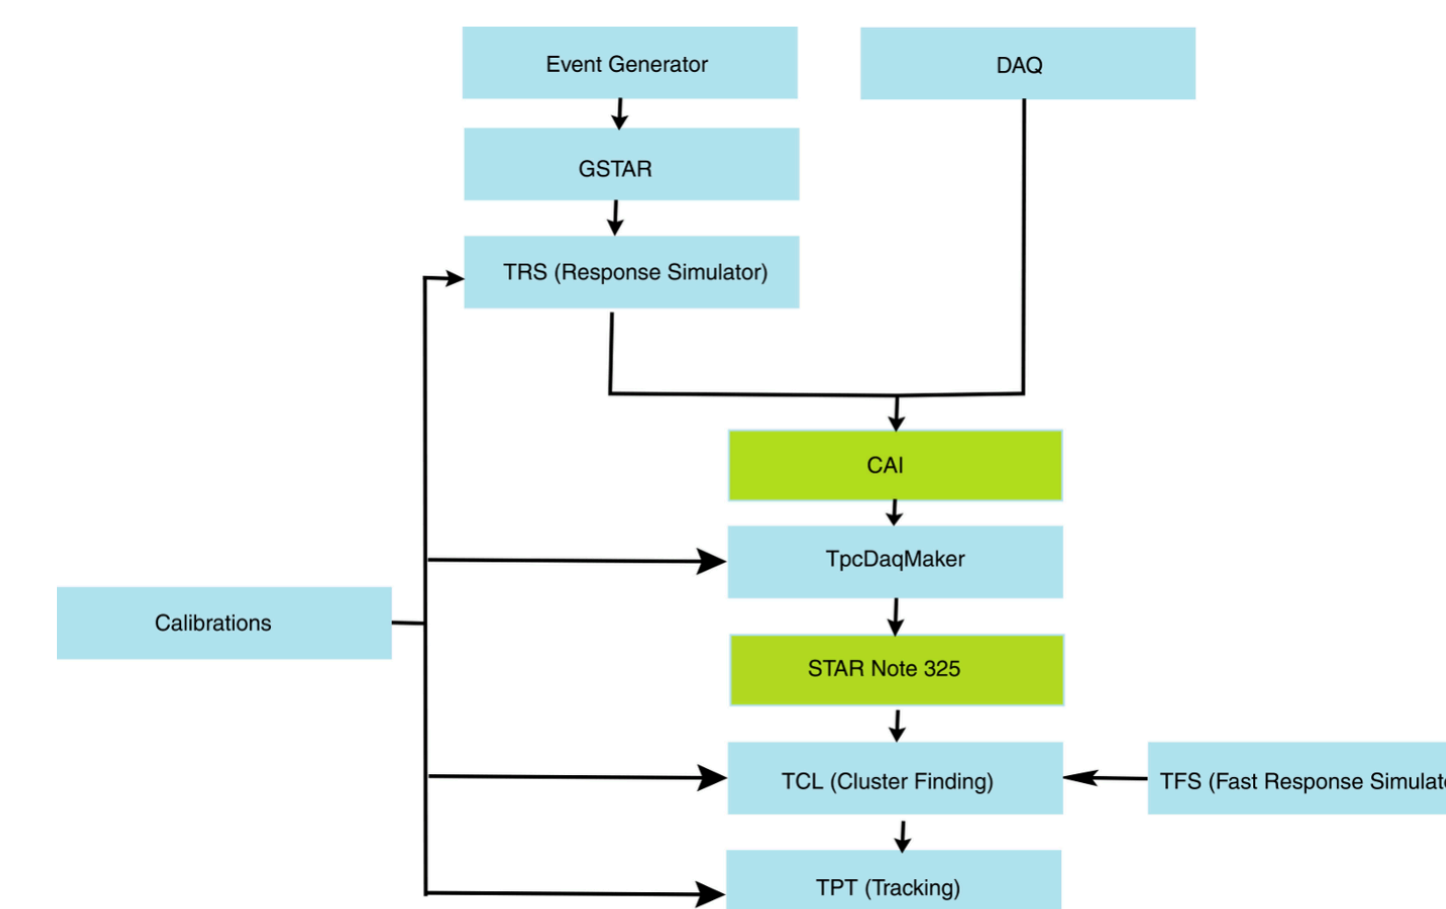 Event Generator
DAQ
GSTAR
TRS (Response Simulator)
CAI
TpcDaqMaker
Calibrations
STAR Note 325
TCL (Cluster Finding)
TFS (Fast Response
TPT (Tracking)